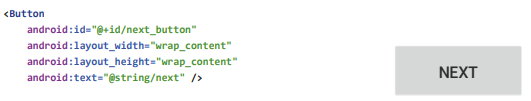 <Button
android:id="@+id/next_button"
android:layout_width="wrap_content"
android:layout_height="wrap_content"
android:text="@string/next" />
NEXT